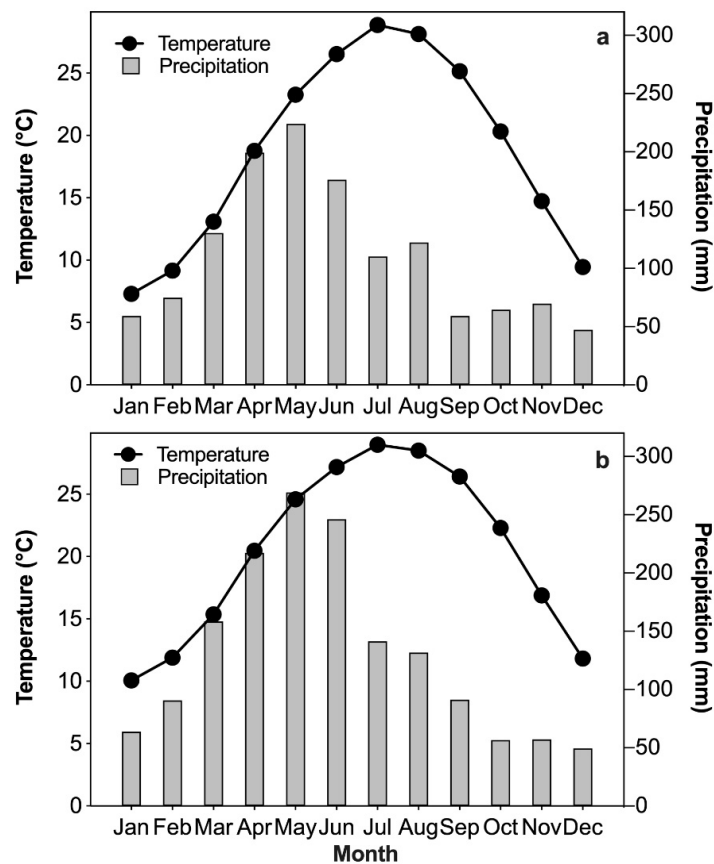 Temperature
Precipitation
a
Temperature (°C)
25
20
15
10
5
0
Precipitation (mm)
300
250
200
150
100
50
0
Jan Feb Mar Apr May Jun Jul Aug Sep Oct Nov Dec
Temperature
Precipitation
b
Temperature (°C)
25
20
15
10
5
0
Precipitation (mm)
300
250
200
150
100
50
0
Jan Feb Mar Apr May Jun Jul Aug Sep Oct Nov Dec
Month